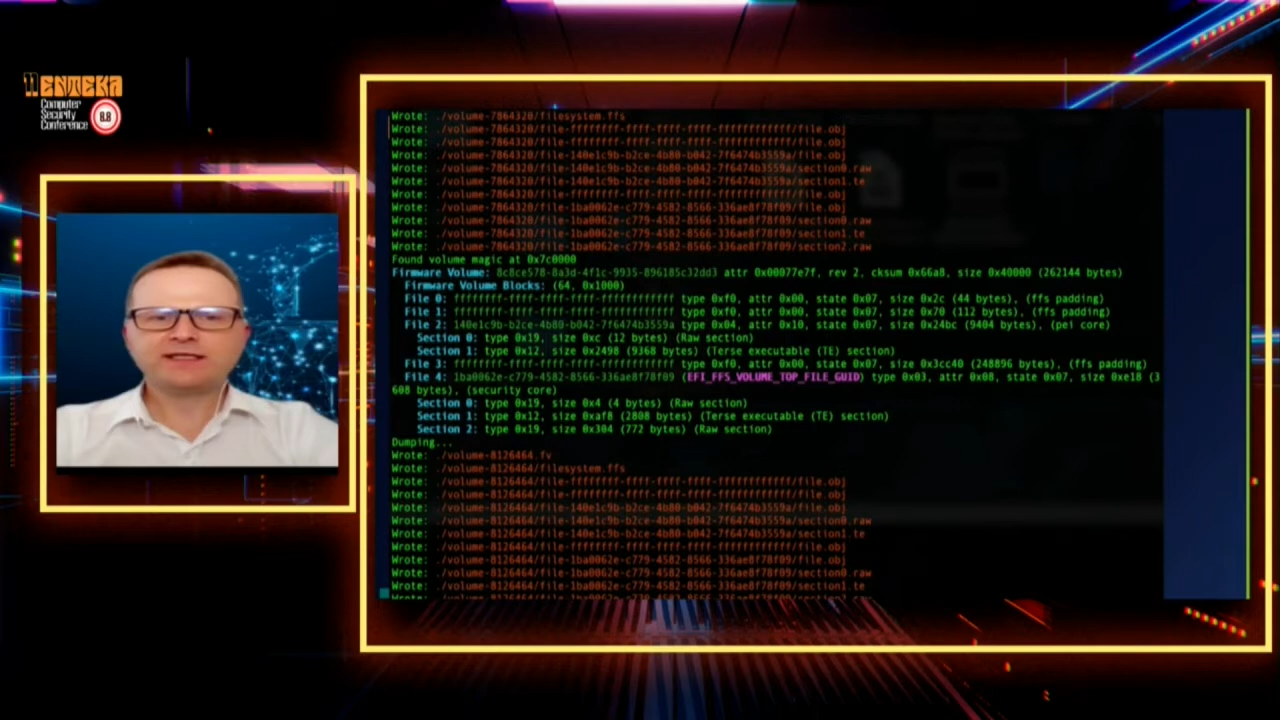 11 ENTEKA
Computer
Security
Conference
8.8
Wrote: ./volume-7864320/filesystem.ffs
Wrote: ./volume-7864320/file-ffffffff-ffff-ffff-ffff-ffffffffffff/file.obj
Wrote: ./volume-7864320/file-ffffffff-ffff-ffff-ffff-ffffffffffff/file.obj
Wrote: ./volume-7864320/file-140e1c9b-b2ce-4b80-b042-7f6474b3559a/file.obj
Wrote: ./volume-7864320/file-140e1c9b-b2ce-4b80-b042-7f6474b3559a/section0.raw
Wrote: ./volume-7864320/file-140e1c9b-b2ce-4b80-b042-7f6474b3559a/section1.te
Wrote: ./volume-7864320/file-ffffffff-ffff-ffff-ffff-ffffffffffff/file.obj
Wrote: ./volume-7864320/file-1ba0062e-c779-4582-8566-336ae8f78f09/file.obj
Wrote: ./volume-7864320/file-1ba0062e-c779-4582-8566-336ae8f78f09/section0.raw
Wrote: ./volume-7864320/file-1ba0062e-c779-4582-8566-336ae8f78f09/section1.te
Wrote: ./volume-7864320/file-1ba0062e-c779-4582-8566-336ae8f78f09/section2.raw
Found volume magic at 0x7c0000
Firmware Volume: 8c8ce578-8a3d-4f1c-9935-896185c32dd3 attr 0x00077e7f, rev 2, cksum 0x66a8, size 0x40000 (262144 bytes)
Firmware Volume Blocks: (64, 0x1000)
File 0: ffffffff-ffff-ffff-ffff-ffffffffffff type 0xf0, attr 0x00, state 0x07, size 0x2c (44 bytes), (ffs padding)
File 1: ffffffff-ffff-ffff-ffff-ffffffffffff type 0xf0, attr 0x00, state 0x07, size 0x70 (112 bytes), (ffs padding)
File 2: 140e1c9b-b2ce-4b80-b042-7f6474b3559a type 0x04, attr 0x10, state 0x07, size 0x24bc (9404 bytes), (pei core)
Section 0: type 0x19, size 0xc (12 bytes) (Raw section)
Section 1: type 0x12, size 0x2498 (9368 bytes) (Terse executable (TE) section)
File 3: ffffffff-ffff-ffff-ffff-ffffffffffff type 0xf0, attr 0x00, state 0x07, size 0x3cc40 (248896 bytes), (ffs padding)
File 4: 1ba0062e-c779-4582-8566-336ae8f78f09 (EFI_FFS_VOLUME_TOP_FILE_GUID) type 0x03, attr 0x08, state 0x07, size 0xe18 (3
608 bytes), (security core)
Section 0: type 0x19, size 0x4 (4 bytes) (Raw section)
Section 1: type 0x12, size 0xaf8 (2808 bytes) (Terse executable (TE) section)
Section 2: type 0x19, size 0x304 (772 bytes) (Raw section)
Dumping...
Wrote: ./volume-8126464.fv
Wrote: ./volume-8126464/filesystem.ffs
Wrote: ./volume-8126464/file-ffffffff-ffff-ffff-ffff-ffffffffffff/file.obj
Wrote: ./volume-8126464/file-ffffffff-ffff-ffff-ffff-ffffffffffff/file.obj
Wrote: ./volume-8126464/file-140e1c9b-b2ce-4b80-b042-7f6474b3559a/file.obj
Wrote: ./volume-8126464/file-140e1c9b-b2ce-4b80-b042-7f6474b3559a/section0.raw
Wrote: ./volume-8126464/file-140e1c9b-b2ce-4b80-b042-7f6474b3559a/section1.te
Wrote: ./volume-8126464/file-ffffffff-ffff-ffff-ffff-ffffffffffff/file.obj
Wrote: ./volume-8126464/file-1ba0062e-c779-4582-8566-336ae8f78f09/file.obj
Wrote: ./volume-8126464/file-1ba0062e-c779-4582-8566-336ae8f78f09/section0.raw
Wrote: ./volume-8126464/file-1ba0062e-c779-4582-8566-336ae8f78f09/section1.te
Wrote: ./volume-8126464/file-1ba0062e-c779-4582-8566-336ae8f78f09/section2.raw